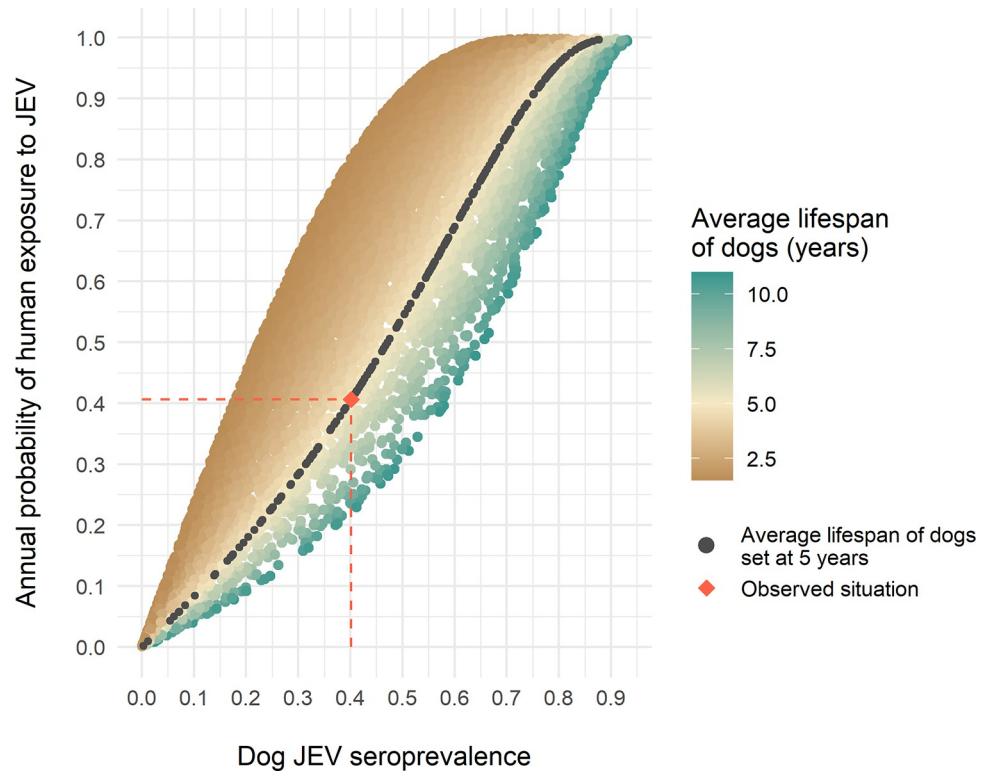 Annual probability of human exposure to JEV
1.0
0.9
0.8
0.7
0.6
0.5
0.4
0.3
0.2
0.1
0.0
0.0 0.1 0.2 0.3 0.4 0.5 0.6 0.7 0.8 0.9
Dog JEV seroprevalence
Average lifespan
of dogs (years)
10.0
7.5
5.0
2.5
Average lifespan of dogs
set at 5 years
Observed situation